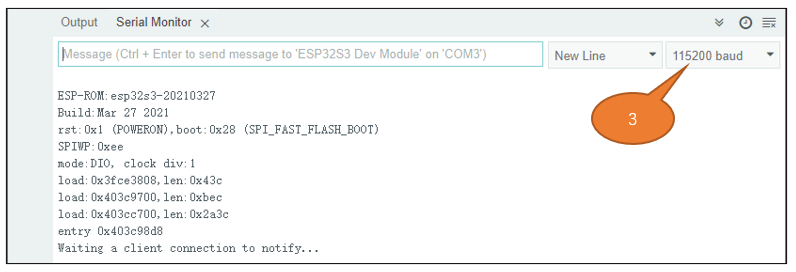 Output Serial Monitor
Message (Ctrl + Enter to send message to 'ESP32S3 Dev Module' on 'COM3') New Line 115200 baud
3
ESP-ROM:esp32s3-20210327
Build:Mar 27 2021
rst:0x1 (POWERON),boot:0x28 (SPI_FAST_FLASH_BOOT)
SPIWP:0xee
mode:DIO, clock div:1
load:0x3fce3808,len:0x43c
load:0x403c9700,len:0xbec
load:0x403cc700,len:0x2a3c
entry 0x403c98d8
Waiting a client connection to notify...